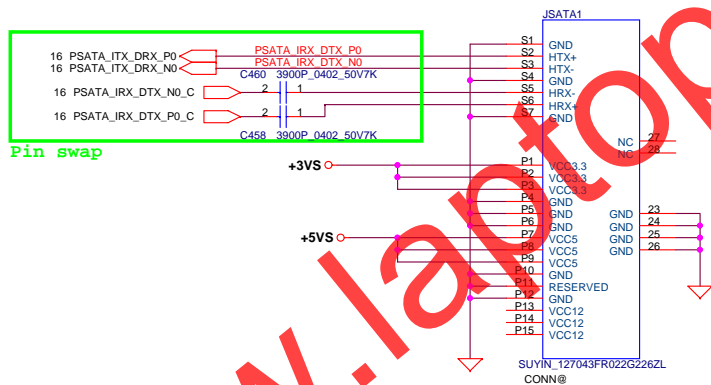 JSATA1
16 PSATA_ITX_DRX_P0
PSATA_IRX_DTX_P0
16 PSATA_ITX_DRX_N0
PSATA_IRX_DTX_N0
C460 3900P_0402_50V7K
16 PSATA_IRX_DTX_N0_C
2 1
16 PSATA_IRX_DTX_P0_C
2 1
C458 3900P_0402_50V7K
Pin swap
+3VS
+5VS
S1 GND
S2 HTX+
S3 HTX-
S4 GND
S5 HRX-
S6 HRX+
S7 GND
NC 27
NC 28
P1 VCC3.3
P2 VCC3.3
P3 VCC3.3
P4 GND
P5 GND
P6 GND
P7 VCC5
P8 VCC5
P9 VCC5
P10 GND
P11 RESERVED
P12 GND
P13 VCC12
P14 VCC12
P15 VCC12
GND 23
GND 24
GND 25
GND 26
SUYIN_127043FR022G226ZL
CONN@
w.laptop